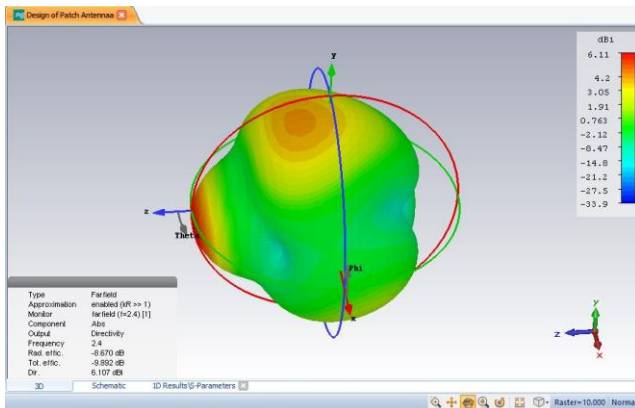 Design of Patch Antennaa
dBi
6.11
4.2
3.05
1.91
0.763
-2.12
-8.47
-14.8
-21.2
-27.5
-33.9
y
z
Theta
Phi
x
Type Farfield
Approximation enabled (kR >> 1)
Monitor farfield (f=2.4) [1]
Component Abs
Output Directivity
Frequency 2.4
Rad. effic. -8.670 dB
Tot. effic. -9.892 dB
Dir. 6.107 dBi
y
z
x
3D Schematic 1D Results\S-Parameters
Raster=10.000 Norma